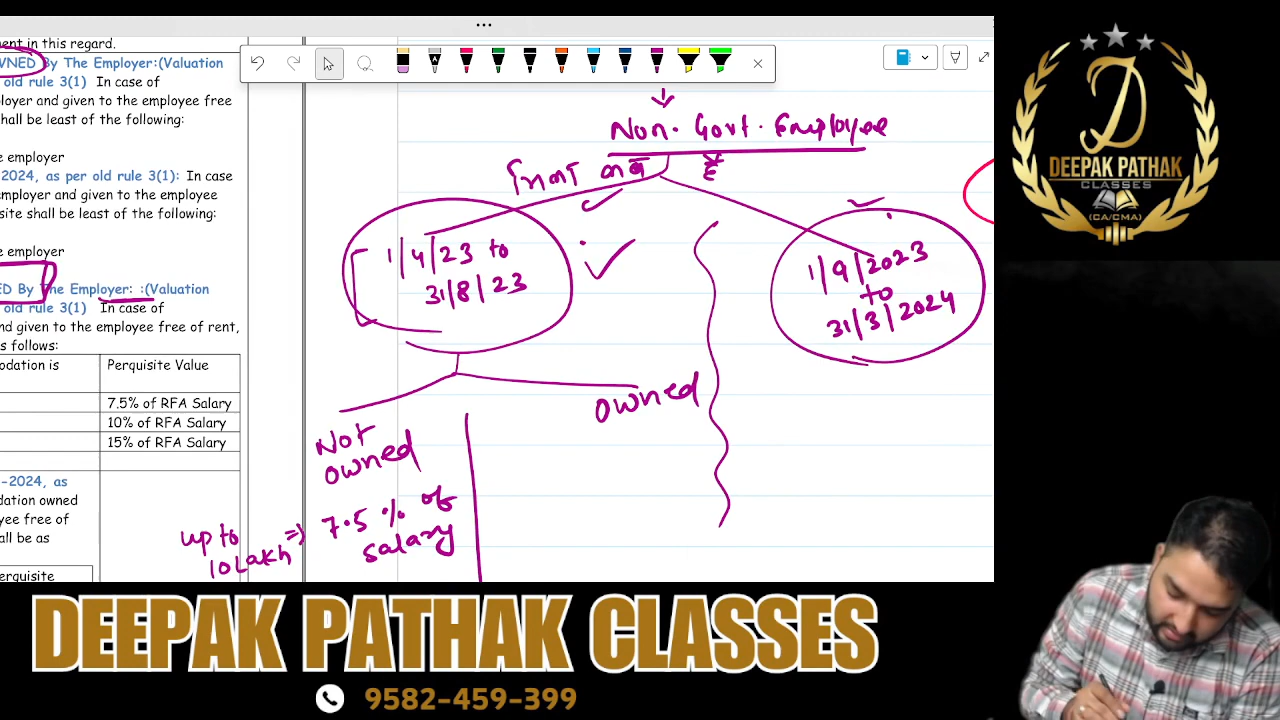 ent in this regard.
WNED By The Employer:(Valuation
old rule 3(1) In case of
ployer and given to the employee free
hall be least of the following:
e employer
2024, as per old rule 3(1): In case
employer and given to the employee
site shall be least of the following:
e employer
ED By The Employer: :(Valuation
old rule 3(1) In case of
nd given to the employee free of rent,
s follows:
odation is
Perquisite Value
7.5% of RFA Salary
10% of RFA Salary
15% of RFA Salary
-2024, as
dation owned
yee free of
all be as
erquisite
Non. Govt. Employee
1/4/23 to
31/8/23
1/9/2023
to
31/3/2024
Not
owned
owned
up to
10 Lakh ⇒ 7.5% of
salary
DEEPAK PATHAK
CLASSES
(CA/CMA)
DEEPAK PATHAK CLASSES
9582-459-399